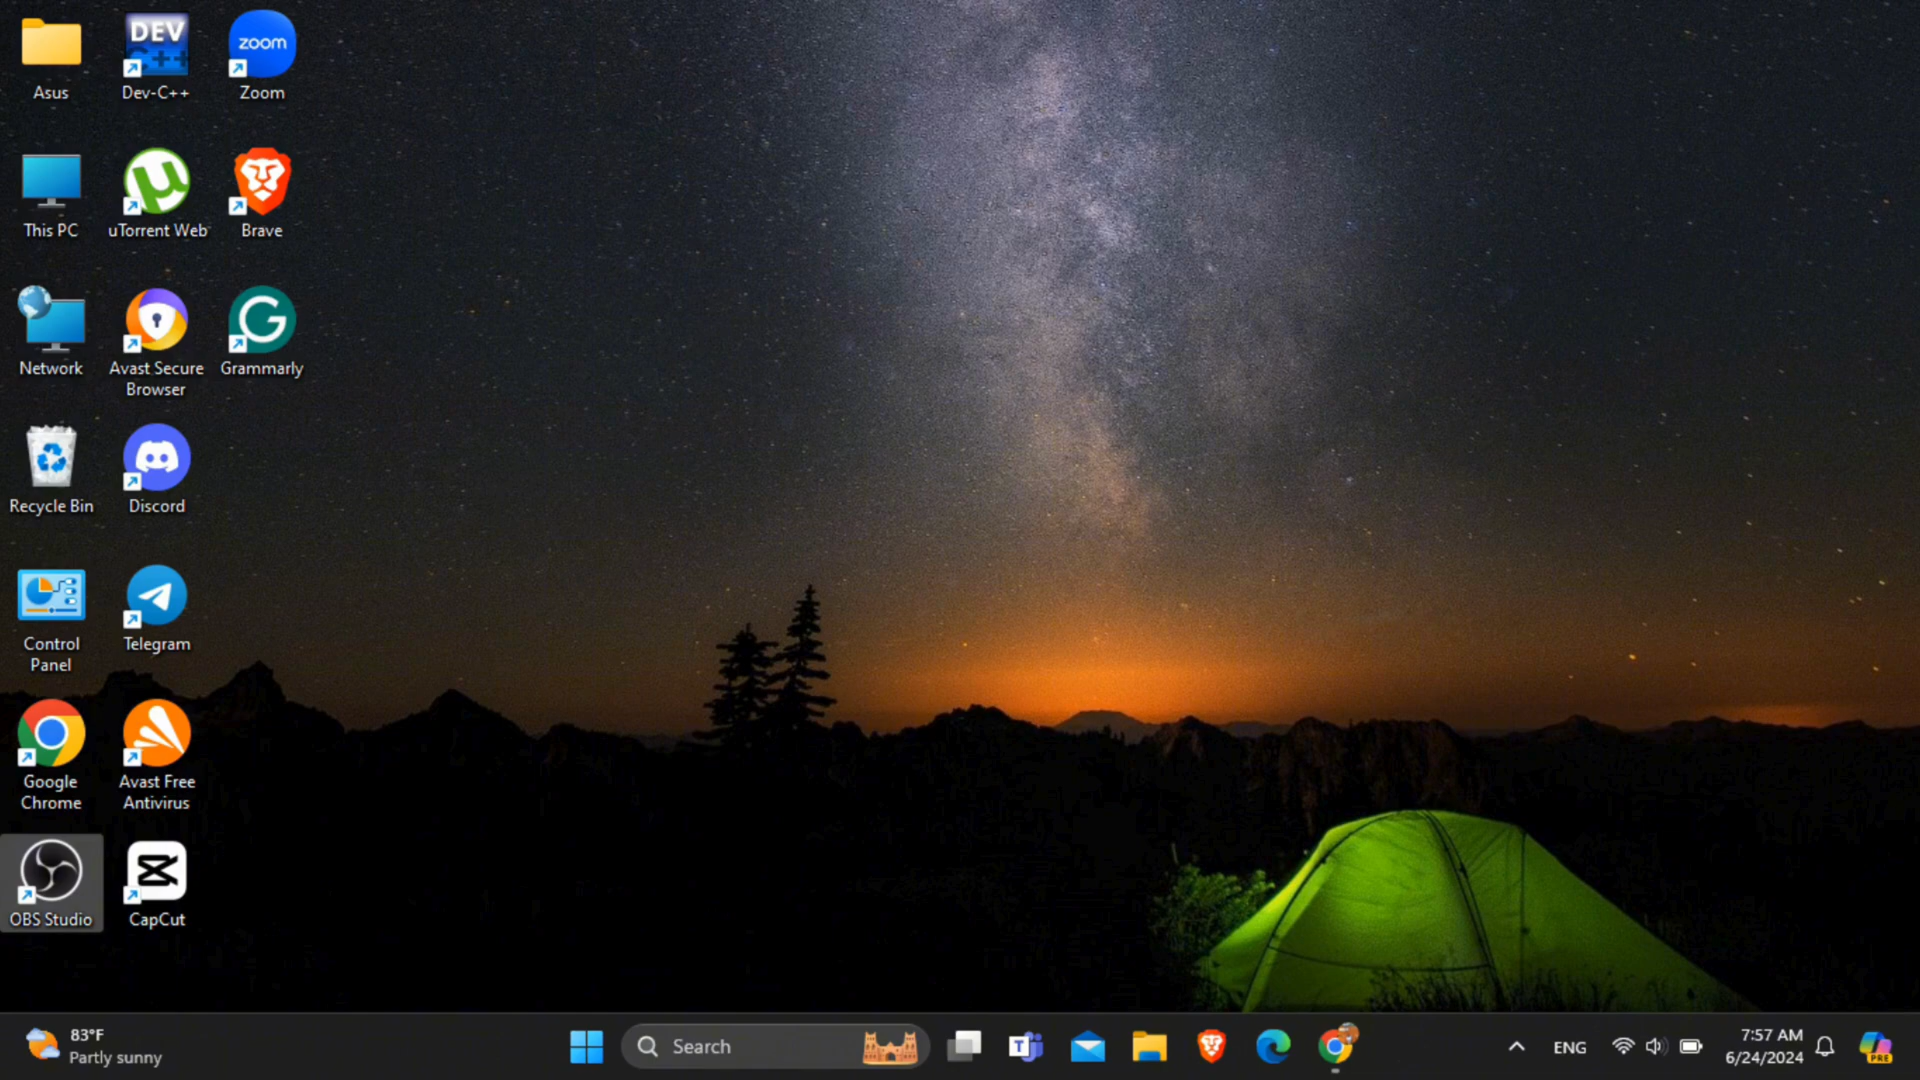 Asus
DEV
C++
Dev-C++
zoom
Zoom
This PC
uTorrent Web
Brave
Network
Avast Secure
Browser
Grammarly
Recycle Bin
Discord
Control
Panel
Telegram
Google
Chrome
Avast Free
Antivirus
OBS Studio
CapCut
83°F
Partly sunny
Search
T
ENG
7:57 AM
6/24/2024
PRE